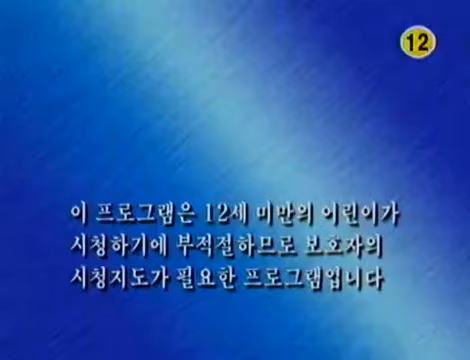 12
이 프로그램은 12세 미만의 어린이가
시청하기에 부적절하므로 보호자의
시청지도가 필요한 프로그램입니다